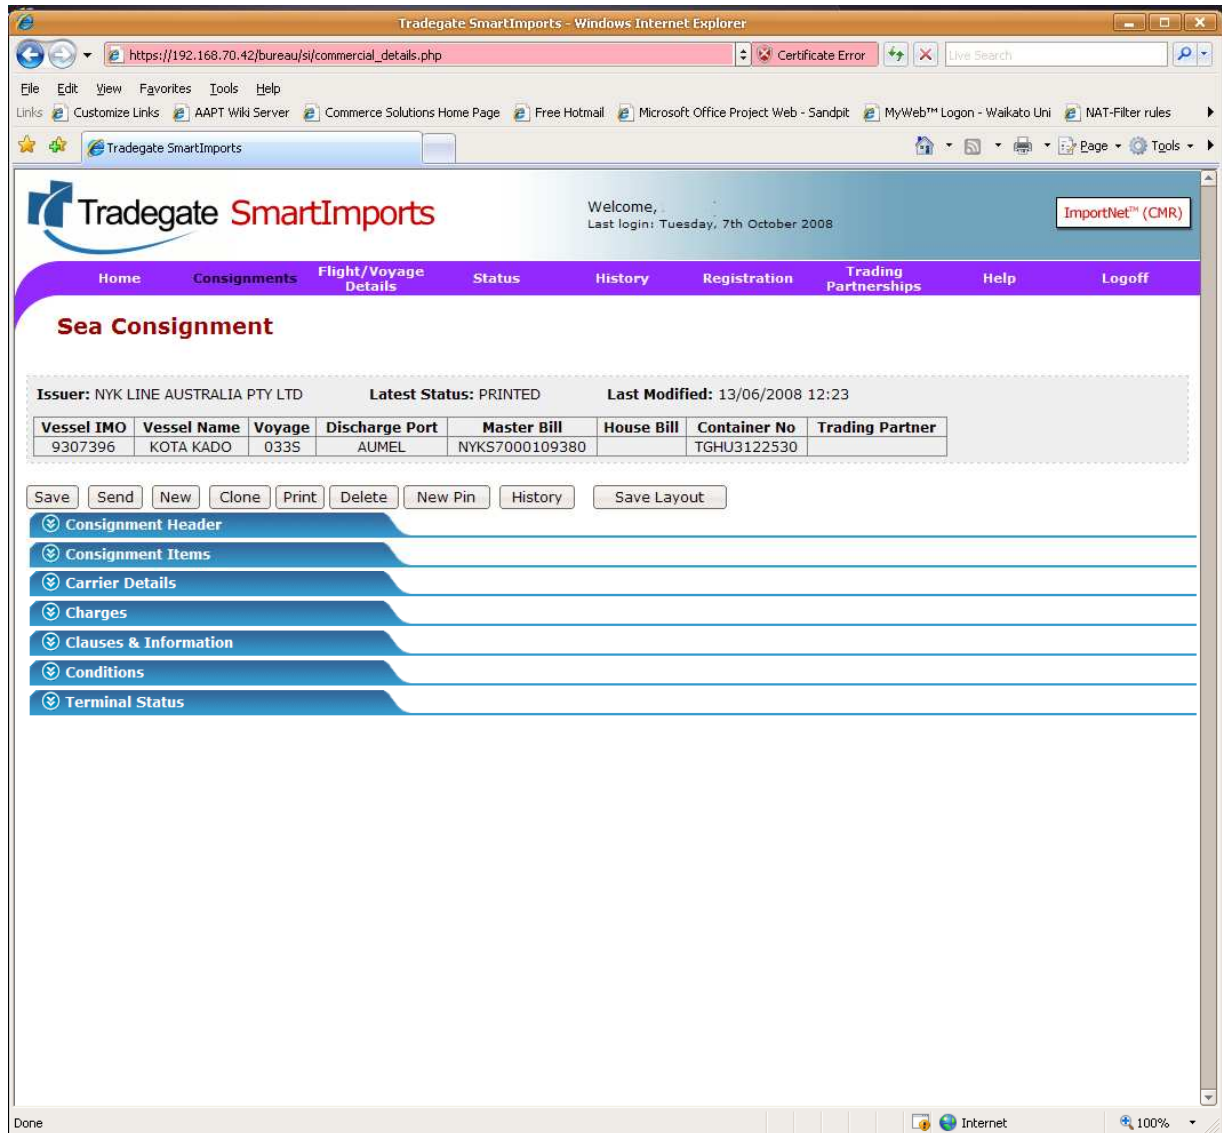 Tradegate SmartImports - Windows Internet Explorer
https://192.168.70.42/bureau/si/commercial_details.php Certificate Error Live Search
File Edit View Favorites Tools Help
Links Customize Links AAPT Wiki Server Commerce Solutions Home Page Free Hotmail Microsoft Office Project Web - Sandpit MyWeb™ Logon - Waikato Uni NAT-Filter rules
Tradegate SmartImports Page Tools
Tradegate SmartImports
Welcome,
Last login: Tuesday, 7th October 2008
ImportNet™ (CMR)
Home Consignments Flight/Voyage Details Status History Registration Trading Partnerships Help Logoff
Sea Consignment
Issuer: NYK LINE AUSTRALIA PTY LTD Latest Status: PRINTED Last Modified: 13/06/2008 12:23
Vessel IMO Vessel Name Voyage Discharge Port Master Bill House Bill Container No Trading Partner
9307396 KOTA KADO 033S AUMEL NYKS7000109380 TGHU3122530
Save Send New Clone Print Delete New Pin History Save Layout
Consignment Header
Consignment Items
Carrier Details
Charges
Clauses & Information
Conditions
Terminal Status
Done Internet 100%